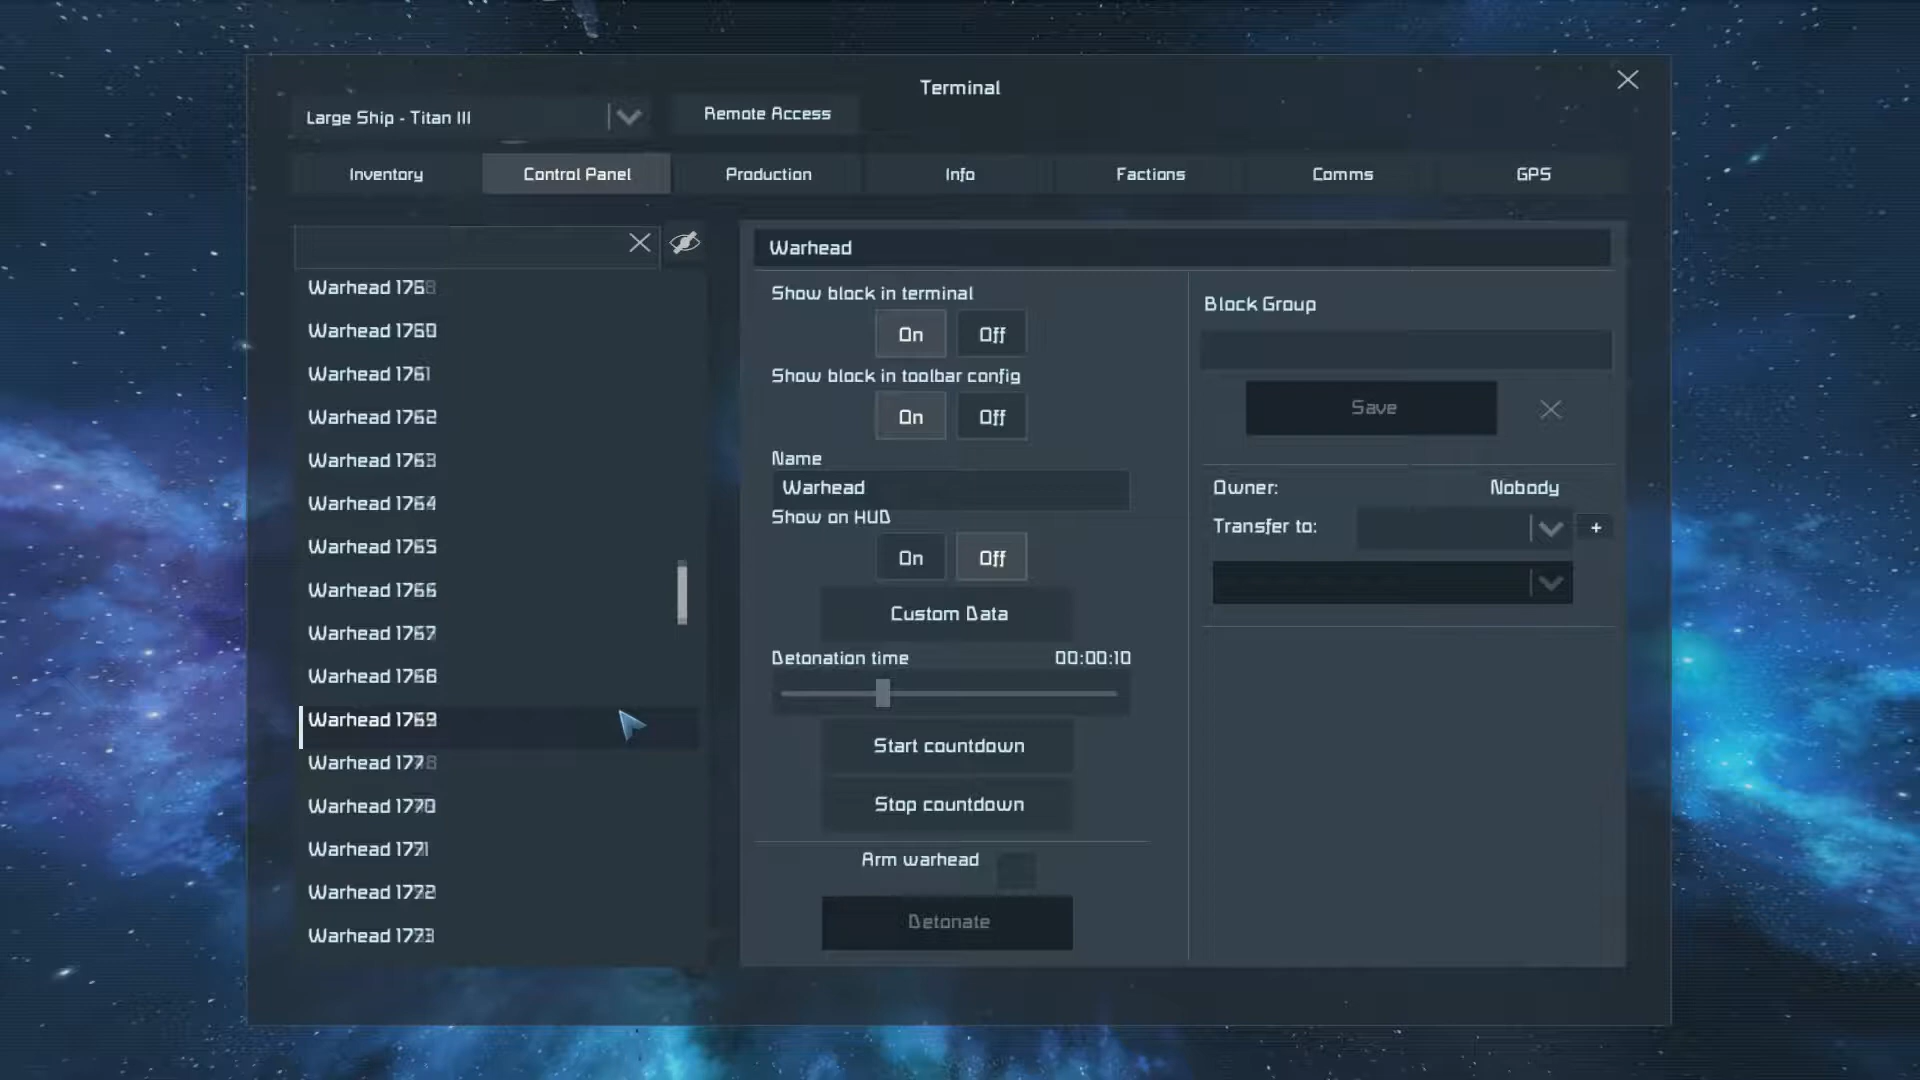 Terminal
Large Ship - Titan III
Remote Access
Inventory
Control Panel
Production
Info
Factions
Comms
GPS
Warhead
Warhead 1760
Warhead 1761
Warhead 1762
Warhead 1763
Warhead 1764
Warhead 1765
Warhead 1766
Warhead 1767
Warhead
Warhead 1769
Warhead
Warhead 1770
Warhead 1771
Warhead 1772
Warhead 1773
Warhead
Show block in terminal
On
Off
Show block in toolbar config
On
Off
Name
Warhead
Show on HUD
On
Off
Custom Data
Detonation time
00:00:10
Start countdown
Stop countdown
Arm warhead
Detonate
Block Group
Save
Owner:
Nobody
Transfer to:
+